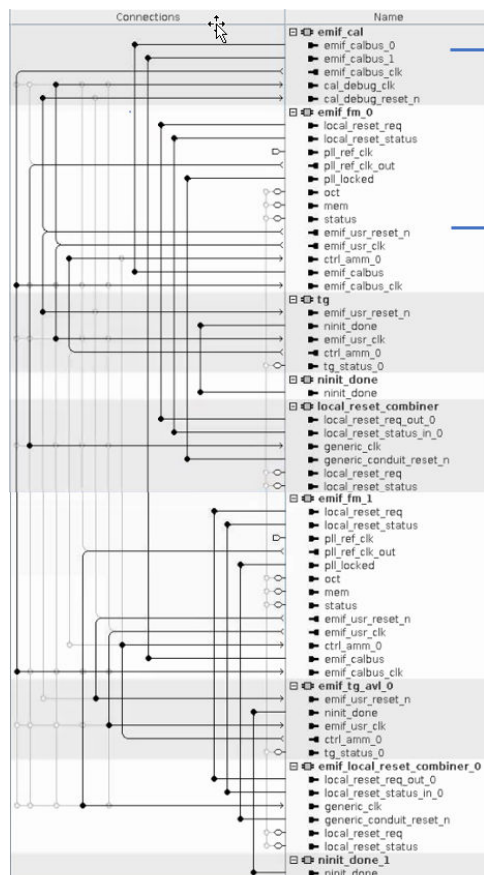 Connections Name
emif_cal
emif_calbus_0
emif_calbus_1
emif_calbus_clk
cal_debug_clk
cal_debug_reset_n
emif_fm_0
local_reset_req
local_reset_status
pll_ref_clk
pll_ref_clk_out
pll_locked
oct
mem
status
emif_usr_reset_n
emif_usr_clk
ctrl_amm_0
emif_calbus
emif_calbus_clk
tg
emif_usr_reset_n
ninit_done
emif_usr_clk
ctrl_amm_0
tg_status_0
ninit_done
ninit_done
local_reset_combiner
local_reset_req_out_0
local_reset_status_in_0
generic_clk
generic_conduit_reset_n
local_reset_req
local_reset_status
emif_fm_1
local_reset_req
local_reset_status
pll_ref_clk
pll_ref_clk_out
pll_locked
oct
mem
status
emif_usr_reset_n
emif_usr_clk
ctrl_amm_0
emif_calbus
emif_calbus_clk
emif_tg_avl_0
emif_usr_reset_n
ninit_done
emif_usr_clk
ctrl_amm_0
tg_status_0
emif_local_reset_combiner_0
local_reset_req_out_0
local_reset_status_in_0
generic_clk
generic_conduit_reset_n
local_reset_req
local_reset_status
ninit_done_1
ninit_done